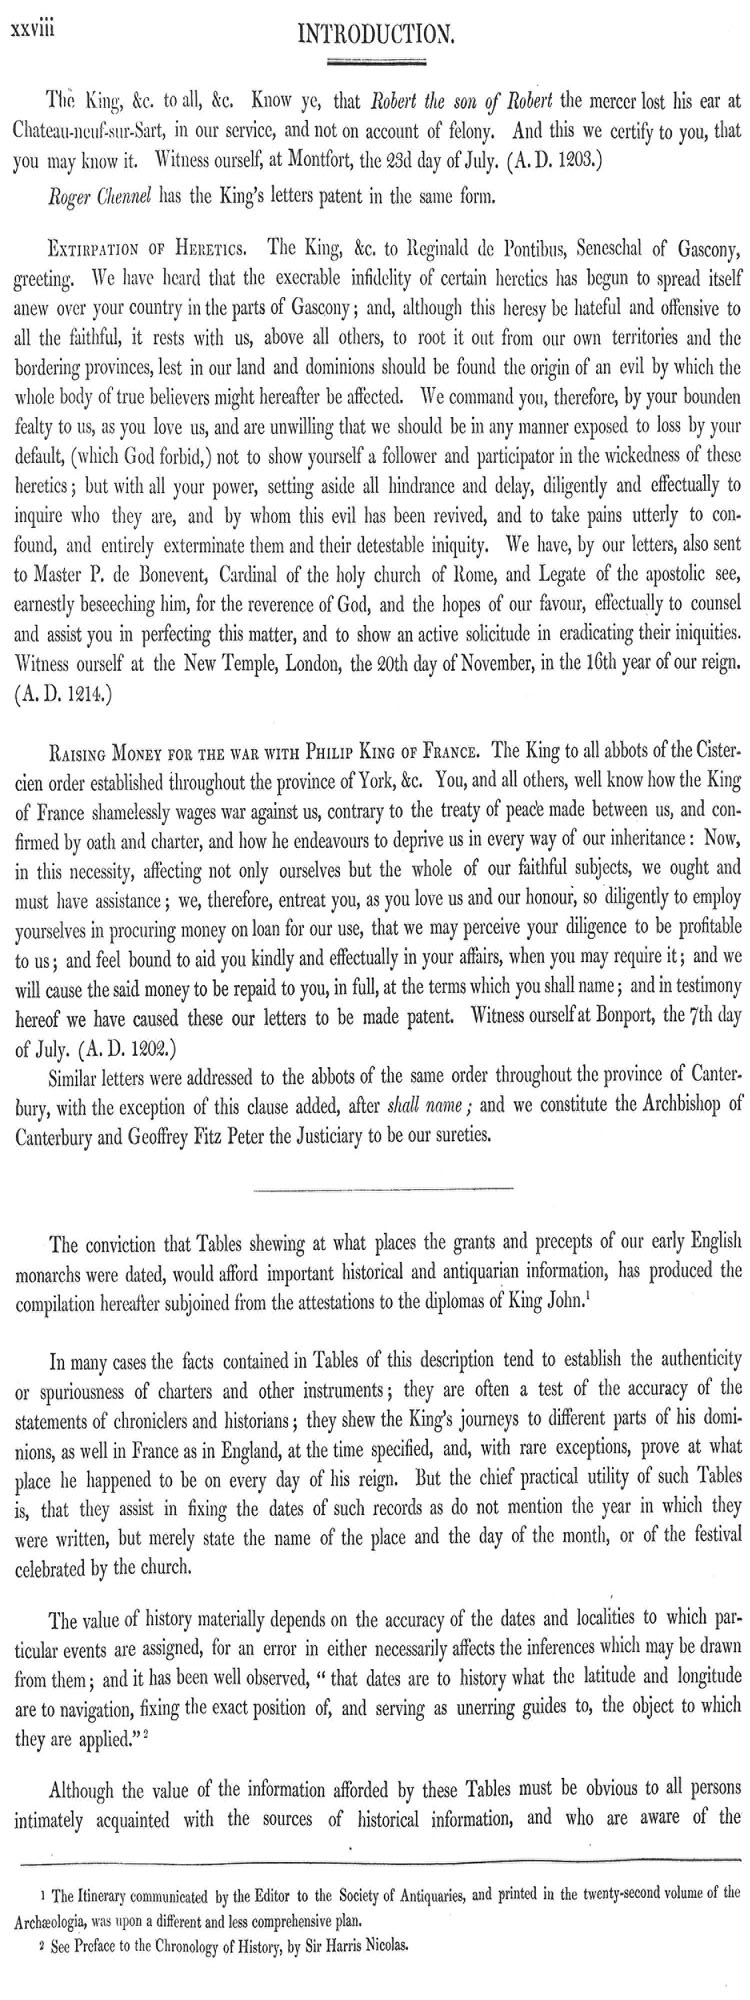 xxviii
INTRODUCTION.
The King, &c. to all, &c. Know ye, that Robert the son of Robert the mercer lost his ear at
Chateau-neuf-sur-Sart, in our service, and not on account of felony. And this we certify to you, that
you may know it. Witness ourself, at Montfort, the 23d day of July. (A. D. 1203.)
Roger Chennel has the King's letters patent in the same form.
EXTIRPATION OF HERETICS. The King, &c. to Reginald de Pontibus, Seneschal of Gascony,
greeting. We have heard that the execrable infidelity of certain heretics has begun to spread itself
anew over your country in the parts of Gascony; and, although this heresy be hateful and offensive to
all the faithful, it rests with us, above all others, to root it out from our own territories and the
bordering provinces, lest in our land and dominions should be found the origin of an evil by which the
whole body of true believers might hereafter be affected. We command you, therefore, by your bounden
fealty to us, as you love us, and are unwilling that we should be in any manner exposed to loss by your
default, (which God forbid,) not to show yourself a follower and participator in the wickedness of these
heretics; but with all your power, setting aside all hindrance and delay, diligently and effectually to
inquire who they are, and by whom this evil has been revived, and to take pains utterly to con-
found, and entirely exterminate them and their detestable iniquity. We have, by our letters, also sent
to Master P. de Bonevent, Cardinal of the holy church of Rome, and Legate of the apostolic see,
earnestly beseeching him, for the reverence of God, and the hopes of our favour, effectually to counsel
and assist you in perfecting this matter, and to show an active solicitude in eradicating their iniquities.
Witness ourself at the New Temple, London, the 20th day of November, in the 16th year of our reign.
(A. D. 1214.)
RAISING MONEY FOR THE WAR WITH PHILIP KING OF FRANCE. The King to all abbots of the Cister-
cien order established throughout the province of York, &c. You, and all others, well know how the King
of France shamelessly wages war against us, contrary to the treaty of peace made between us, and con-
firmed by oath and charter, and how he endeavours to deprive us in every way of our inheritance: Now,
in this necessity, affecting not only ourselves but the whole of our faithful subjects, we ought and
must have assistance; we, therefore, entreat you, as you love us and our honour, so diligently to employ
yourselves in procuring money on loan for our use, that we may perceive your diligence to be profitable
to us; and feel bound to aid you kindly and effectually in your affairs, when you may require it; and we
will cause the said money to be repaid to you, in full, at the terms which you shall name; and in testimony
hereof we have caused these our letters to be made patent. Witness ourself at Bonport, the 7th day
of July. (A. D. 1202.)
Similar letters were addressed to the abbots of the same order throughout the province of Canter-
bury, with the exception of this clause added, after shall name; and we constitute the Archbishop of
Canterbury and Geoffrey Fitz Peter the Justiciary to be our sureties.
The conviction that Tables shewing at what places the grants and precepts of our early English
monarchs were dated, would afford important historical and antiquarian information, has produced the
compilation hereafter subjoined from the attestations to the diplomas of King John.¹
In many cases the facts contained in Tables of this description tend to establish the authenticity
or spuriousness of charters and other instruments; they are often a test of the accuracy of the
statements of chroniclers and historians; they shew the King's journeys to different parts of his domi-
nions, as well in France as in England, at the time specified, and, with rare exceptions, prove at what
place he happened to be on every day of his reign. But the chief practical utility of such Tables
is, that they assist in fixing the dates of such records as do not mention the year in which they
were written, but merely state the name of the place and the day of the month, or of the festival
celebrated by the church.
The value of history materially depends on the accuracy of the dates and localities to which par-
ticular events are assigned, for an error in either necessarily affects the inferences which may be drawn
from them; and it has been well observed, "that dates are to history what the latitude and longitude
are to navigation, fixing the exact position of, and serving as unerring guides to, the object to which
they are applied."²
Although the value of the information afforded by these Tables must be obvious to all persons
intimately acquainted with the sources of historical information, and who are aware of the
1 The Itinerary communicated by the Editor to the Society of Antiquaries, and printed in the twenty-second volume of the
Archæologia, was upon a different and less comprehensive plan.
2 See Preface to the Chronology of History, by Sir Harris Nicolas.